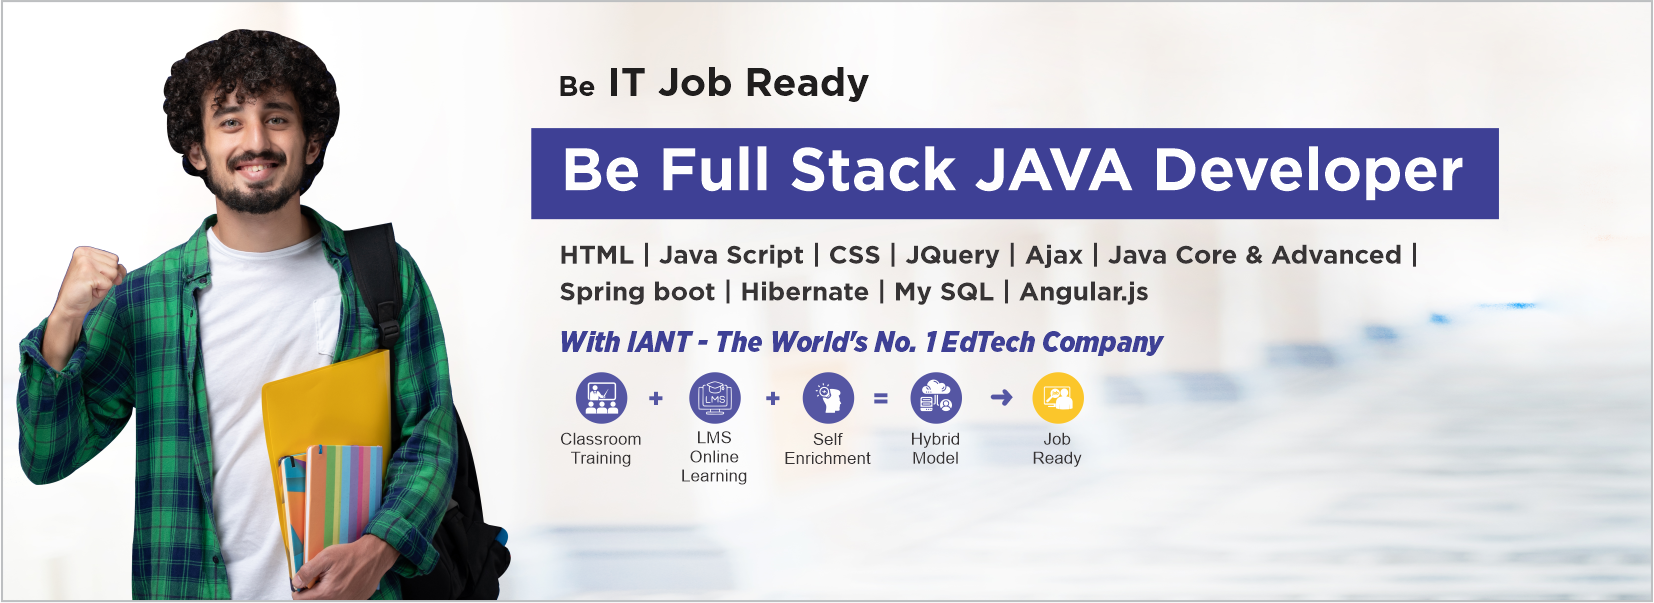 Be IT Job Ready
Be Full Stack JAVA Developer
HTML | Java Script | CSS | JQuery | Ajax | Java Core & Advanced |
Spring boot | Hibernate | My SQL | Angular.js
With IANT - The World's No. 1 EdTech Company
LMS
+ + = →
Classroom Training
LMS Online Learning
Self Enrichment
Hybrid Model
Job Ready